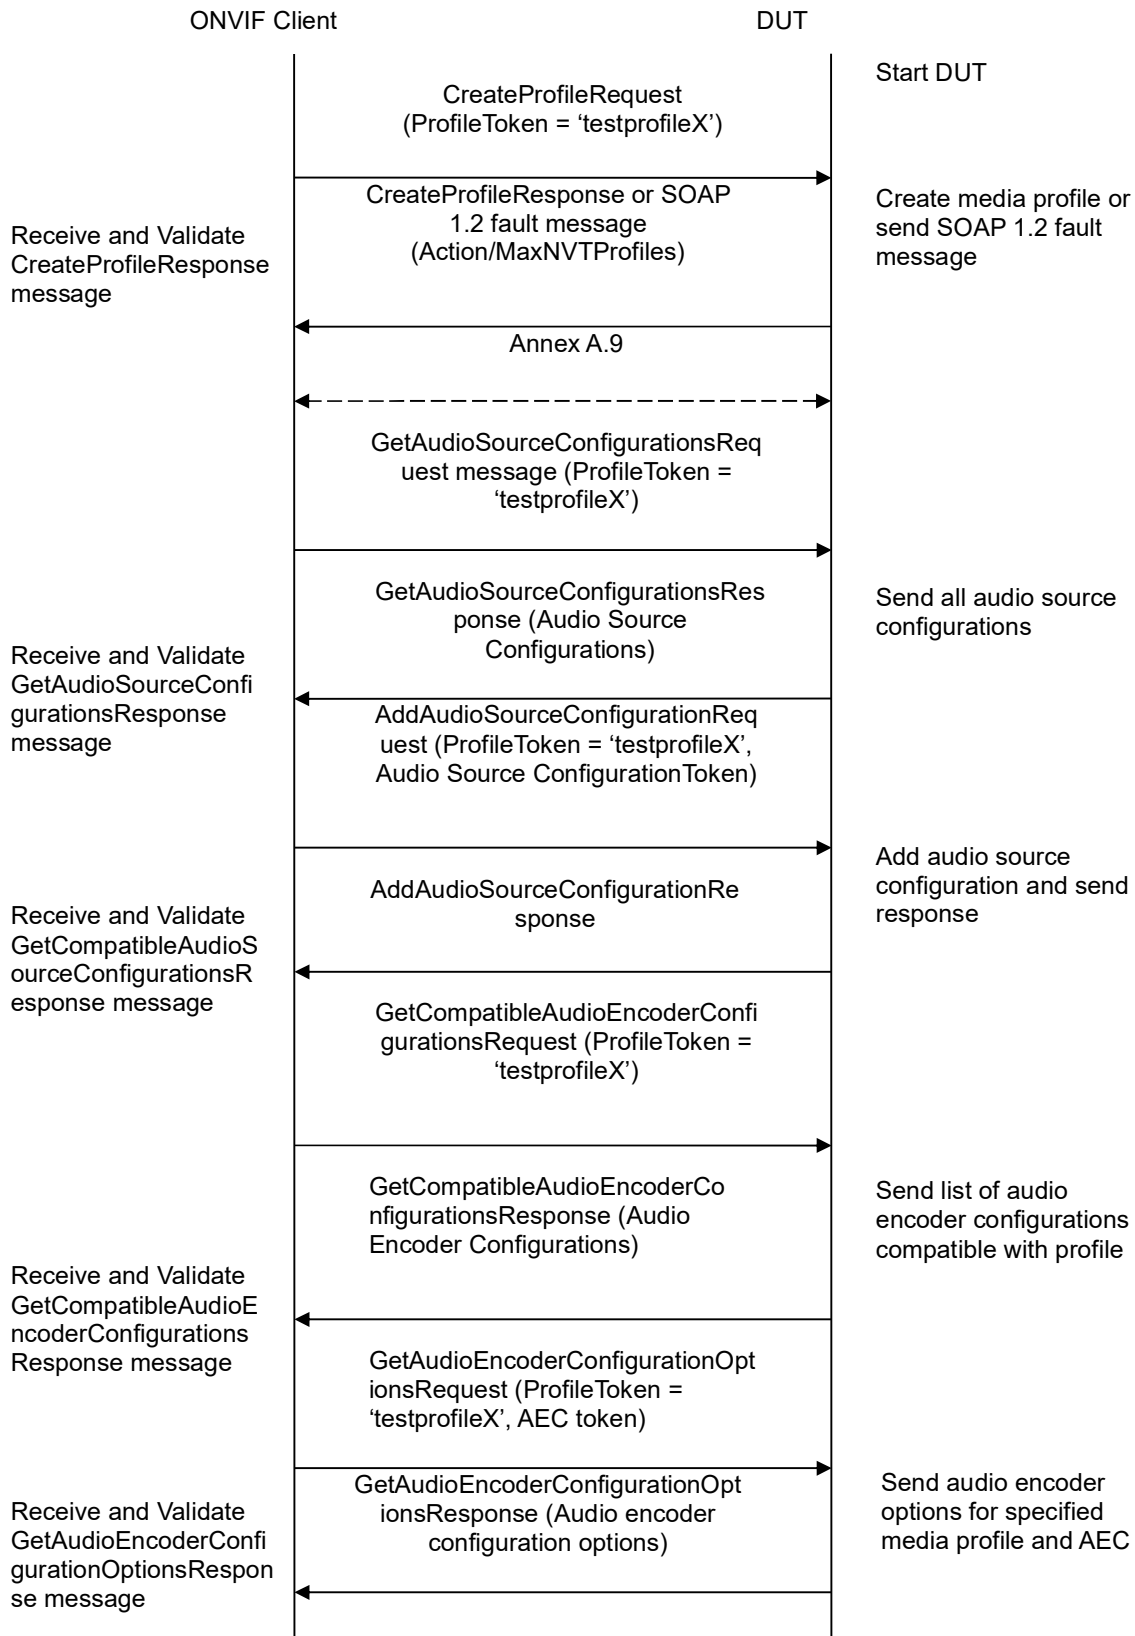 ONVIF Client
DUT
Start DUT
CreateProfileRequest
(ProfileToken = ‘testprofileX’)
CreateProfileResponse or SOAP
1.2 fault message
(Action/MaxNVTProfiles)
Create media profile or
send SOAP 1.2 fault
message
Receive and Validate
CreateProfileResponse
message
Annex A.9
GetAudioSourceConfigurationsReq
uest message (ProfileToken =
‘testprofileX’)
GetAudioSourceConfigurationsRes
ponse (Audio Source
Configurations)
Send all audio source
configurations
Receive and Validate
GetAudioSourceConfi
gurationsResponse
message
AddAudioSourceConfigurationReq
uest (ProfileToken = ‘testprofileX’,
Audio Source ConfigurationToken)
Add audio source
configuration and send
response
AddAudioSourceConfigurationRe
sponse
Receive and Validate
GetCompatibleAudioS
ourceConfigurationsR
esponse message
GetCompatibleAudioEncoderConfi
gurationsRequest (ProfileToken =
‘testprofileX’)
GetCompatibleAudioEncoderCo
nfigurationsResponse (Audio
Encoder Configurations)
Send list of audio
encoder configurations
compatible with profile
Receive and Validate
GetCompatibleAudioE
ncoderConfigurations
Response message
GetAudioEncoderConfigurationOpt
ionsRequest (ProfileToken =
‘testprofileX’, AEC token)
GetAudioEncoderConfigurationOpt
ionsResponse (Audio encoder
configuration options)
Send audio encoder
options for specified
media profile and AEC
Receive and Validate
GetAudioEncoderConfi
gurationOptionsRespon
se message